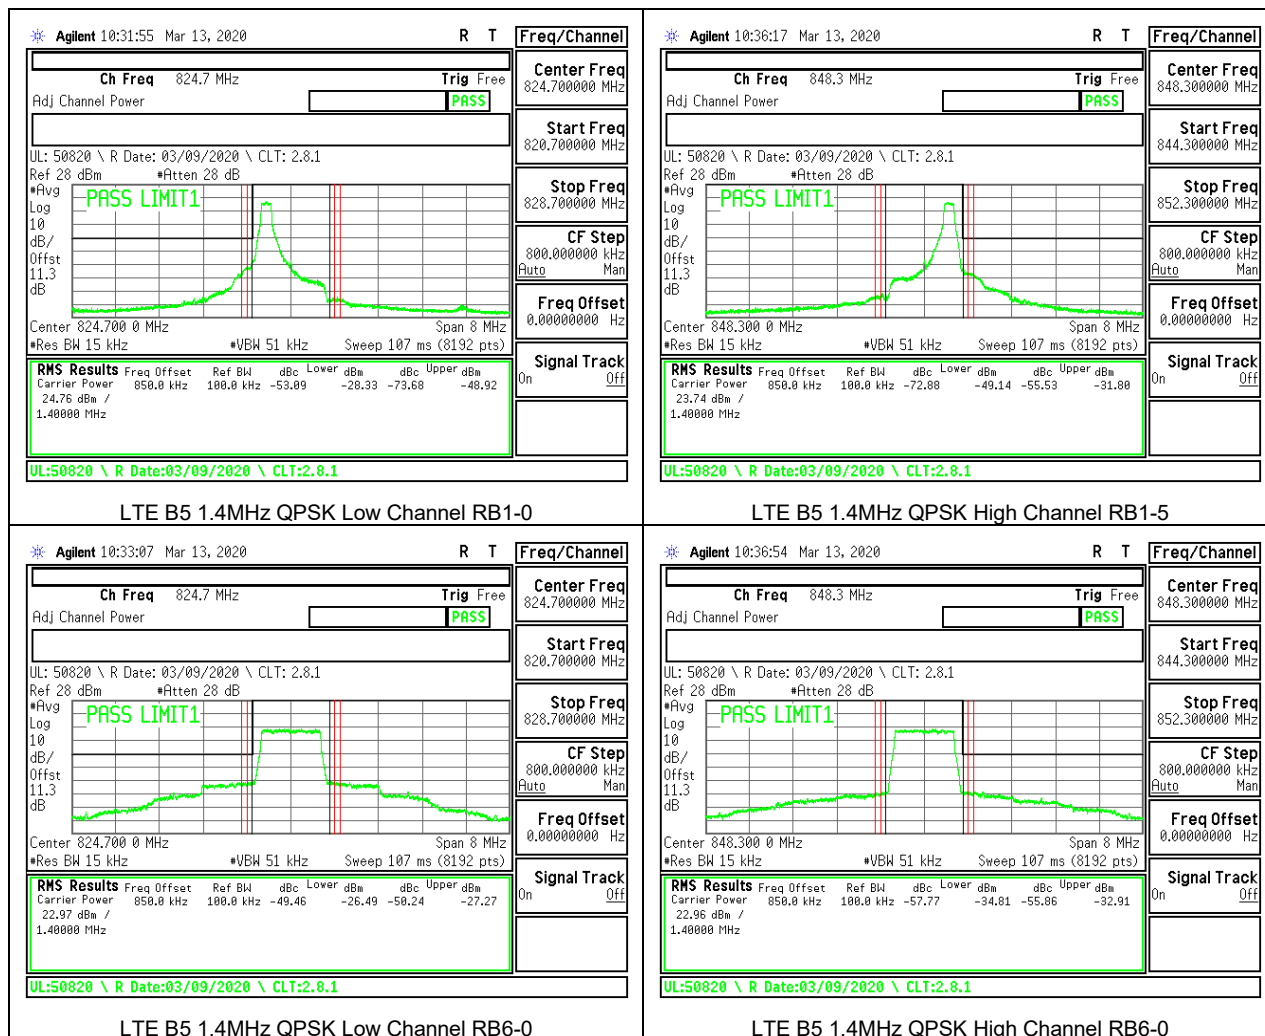 Agilent 10:31:55 Mar 13, 2020 R T Freq/Channel
Ch Freq 824.7 MHz Trig Free
Adj Channel Power PASS
UL: 50820 \ R Date: 03/09/2020 \ CLT: 2.8.1
Ref 28 dBm #Atten 28 dB
#Avg
Log
10
dB/
Offst
11.3
dB
PASS LIMIT1
Center 824.700 0 MHz Span 8 MHz
#Res BW 15 kHz #VBW 51 kHz Sweep 107 ms (8192 pts)
RMS Results Freq Offset Ref BW dBc Lower dBm dBc Upper dBm
Carrier Power 850.0 kHz 100.0 kHz -53.09 -28.33 -73.68 -48.92
24.76 dBm /
1.40000 MHz
UL:50820 \ R Date:03/09/2020 \ CLT:2.8.1
Center Freq
824.700000 MHz
Start Freq
820.700000 MHz
Stop Freq
828.700000 MHz
CF Step
800.000000 kHz
Auto Man
Freq Offset
0.00000000 Hz
Signal Track
On Off
LTE B5 1.4MHz QPSK Low Channel RB1-0
Agilent 10:36:17 Mar 13, 2020 R T Freq/Channel
Ch Freq 848.3 MHz Trig Free
Adj Channel Power PASS
UL: 50820 \ R Date: 03/09/2020 \ CLT: 2.8.1
Ref 28 dBm #Atten 28 dB
#Avg
Log
10
dB/
Offst
11.3
dB
PASS LIMIT1
Center 848.300 0 MHz Span 8 MHz
#Res BW 15 kHz #VBW 51 kHz Sweep 107 ms (8192 pts)
RMS Results Freq Offset Ref BW dBc Lower dBm dBc Upper dBm
Carrier Power 850.0 kHz 100.0 kHz -72.88 -49.14 -55.53 -31.80
23.74 dBm /
1.40000 MHz
UL:50820 \ R Date:03/09/2020 \ CLT:2.8.1
Center Freq
848.300000 MHz
Start Freq
844.300000 MHz
Stop Freq
852.300000 MHz
CF Step
800.000000 kHz
Auto Man
Freq Offset
0.00000000 Hz
Signal Track
On Off
LTE B5 1.4MHz QPSK High Channel RB1-5
Agilent 10:33:07 Mar 13, 2020 R T Freq/Channel
Ch Freq 824.7 MHz Trig Free
Adj Channel Power PASS
UL: 50820 \ R Date: 03/09/2020 \ CLT: 2.8.1
Ref 28 dBm #Atten 28 dB
#Avg
Log
10
dB/
Offst
11.3
dB
PASS LIMIT1
Center 824.700 0 MHz Span 8 MHz
#Res BW 15 kHz #VBW 51 kHz Sweep 107 ms (8192 pts)
RMS Results Freq Offset Ref BW dBc Lower dBm dBc Upper dBm
Carrier Power 850.0 kHz 100.0 kHz -49.46 -26.49 -50.24 -27.27
22.97 dBm /
1.40000 MHz
UL:50820 \ R Date:03/09/2020 \ CLT:2.8.1
Center Freq
824.700000 MHz
Start Freq
820.700000 MHz
Stop Freq
828.700000 MHz
CF Step
800.000000 kHz
Auto Man
Freq Offset
0.00000000 Hz
Signal Track
On Off
LTE B5 1.4MHz QPSK Low Channel RB6-0
Agilent 10:36:54 Mar 13, 2020 R T Freq/Channel
Ch Freq 848.3 MHz Trig Free
Adj Channel Power PASS
UL: 50820 \ R Date: 03/09/2020 \ CLT: 2.8.1
Ref 28 dBm #Atten 28 dB
#Avg
Log
10
dB/
Offst
11.3
dB
PASS LIMIT1
Center 848.300 0 MHz Span 8 MHz
#Res BW 15 kHz #VBW 51 kHz Sweep 107 ms (8192 pts)
RMS Results Freq Offset Ref BW dBc Lower dBm dBc Upper dBm
Carrier Power 850.0 kHz 100.0 kHz -57.77 -34.81 -55.86 -32.91
22.96 dBm /
1.40000 MHz
UL:50820 \ R Date:03/09/2020 \ CLT:2.8.1
Center Freq
848.300000 MHz
Start Freq
844.300000 MHz
Stop Freq
852.300000 MHz
CF Step
800.000000 kHz
Auto Man
Freq Offset
0.00000000 Hz
Signal Track
On Off
LTE B5 1.4MHz QPSK High Channel RB6-0